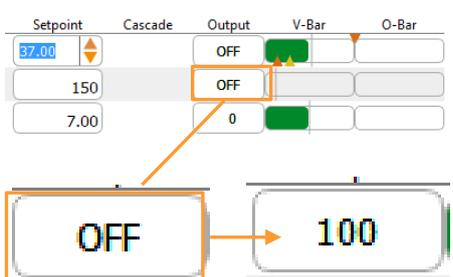 Setpoint Cascade Output V-Bar O-Bar
37.00 OFF
150 OFF
7.00 0
OFF 100